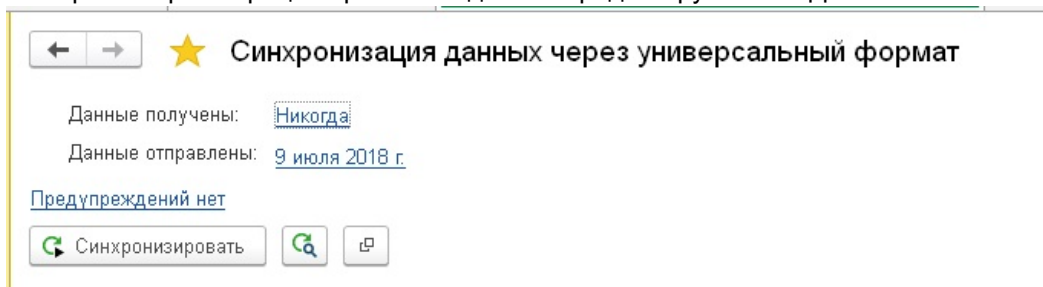 Синхронизация данных через универсальный формат
Данные получены: Никогда
Данные отправлены: 9 июля 2018 г.
Предупреждений нет
Синхронизировать